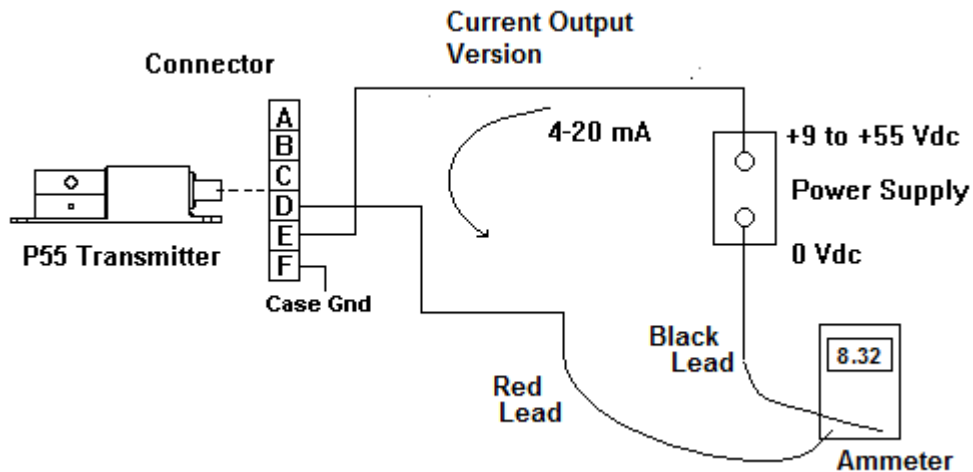 Current Output
Version
Connector
A
B
C
D
E
F
4-20 mA
+9 to +55 Vdc
Power Supply
0 Vdc
P55 Transmitter
Case Gnd
Black
Lead
Red
Lead
8.32
Ammeter